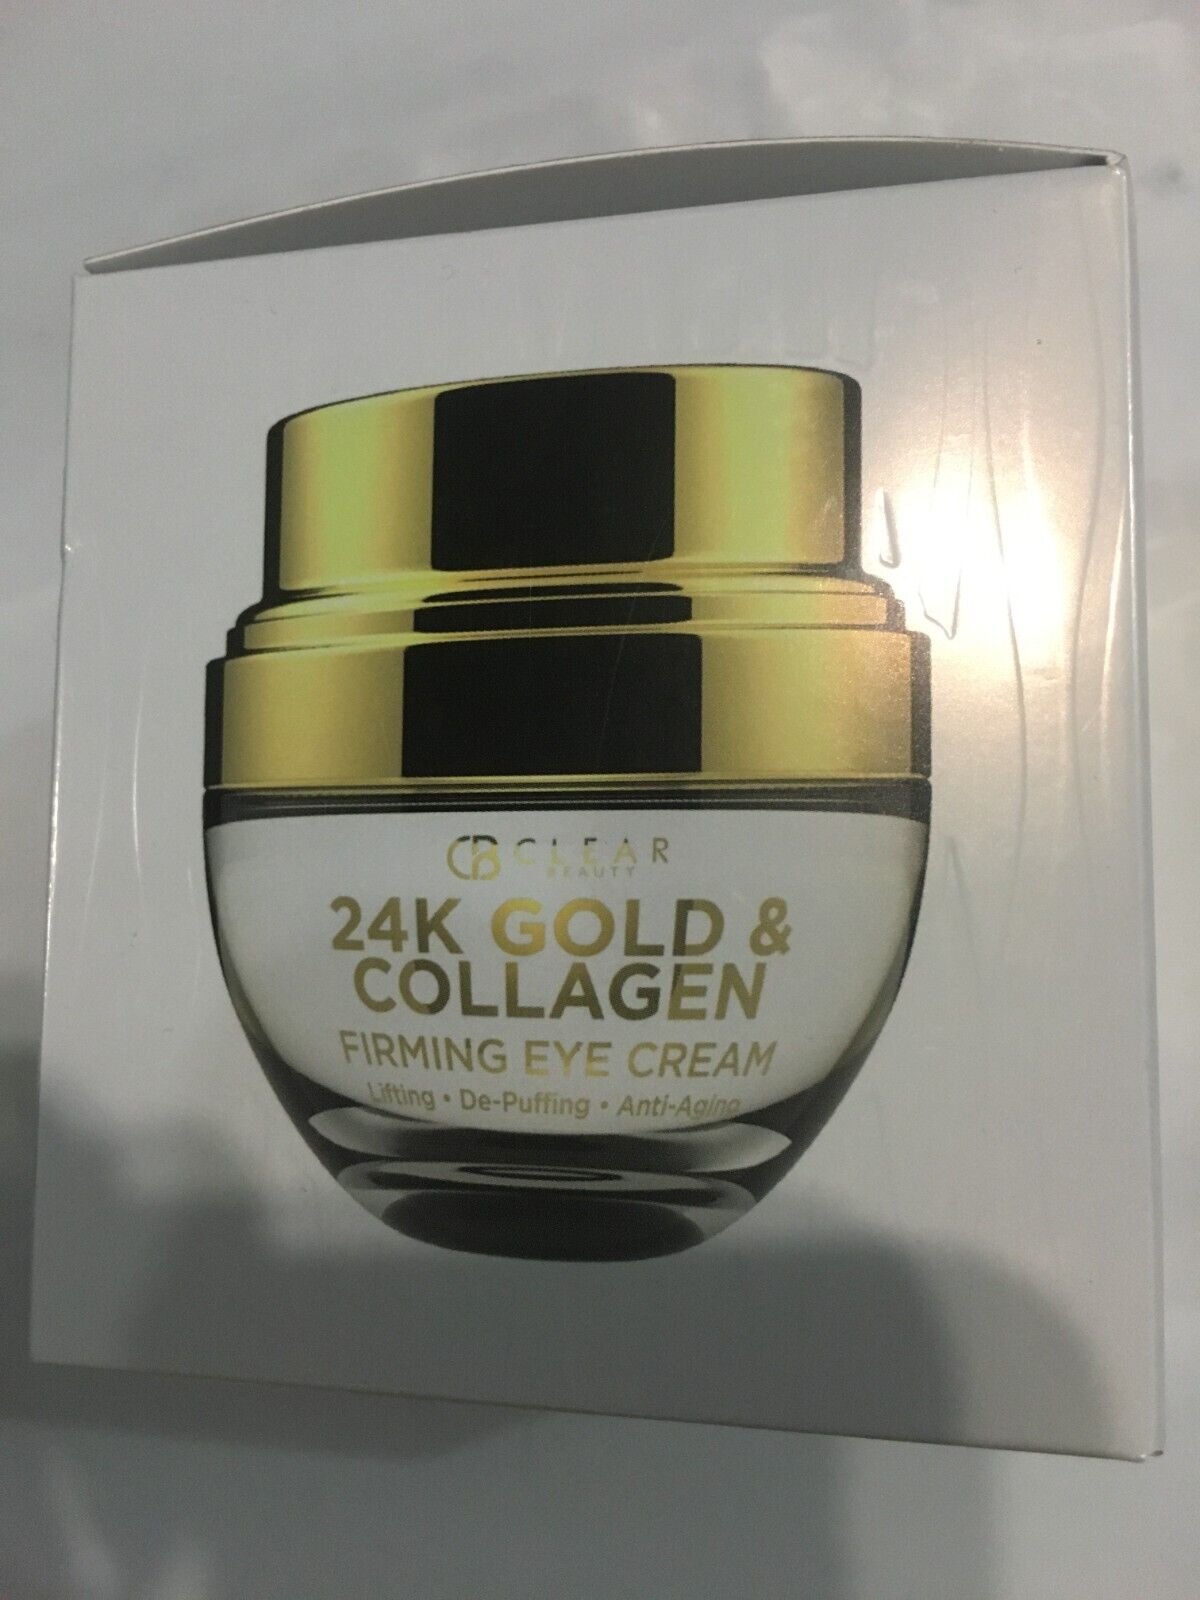 CB CLEAR
BEAUTY
24K GOLD &
COLLAGEN
FIRMING EYE CREAM
Lifting • De-Puffing • Anti-Aging